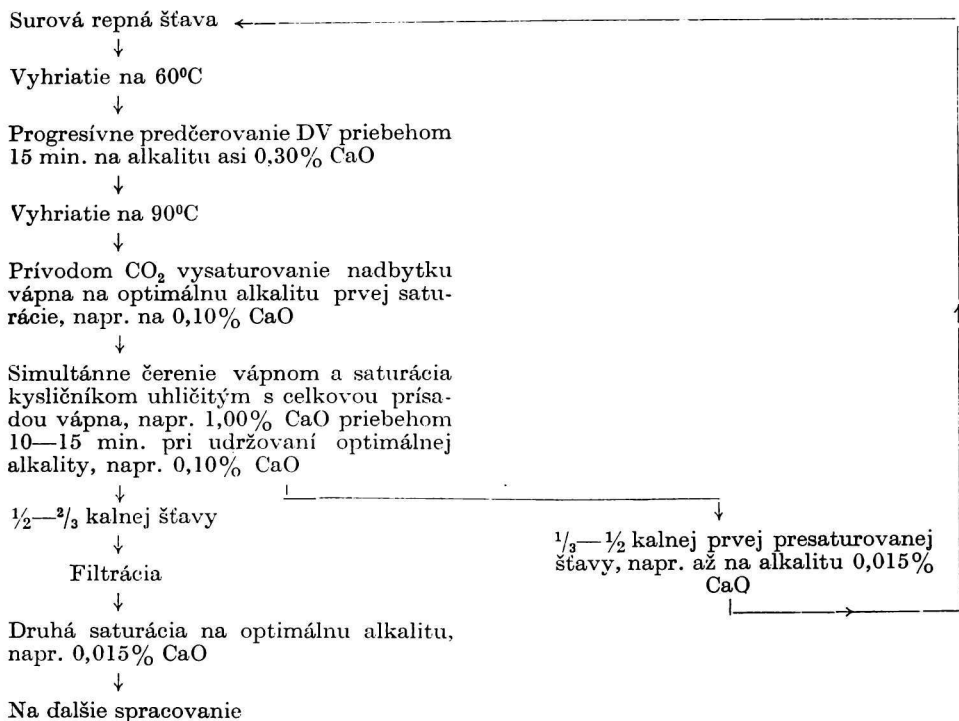 Surová repná šťava
Vyhriatie na 60⁰C
Progresívne predčerovanie DV priebehom
15 min. na alkalitu asi 0,30% CaO
Vyhriatie na 90⁰C
Prívodom CO₂ vysaturovanie nadbytku
vápna na optimálnu alkalitu prvej satu-
rácie, napr. na 0,10% CaO
Simultánne čerenie vápnom a saturácia
kysličníkom uhličitým s celkovou prísa-
dou vápna, napr. 1,00% CaO priebehom
10—15 min. pri udržovaní optimálnej
alkality, napr. 0,10% CaO
½—²/₃ kalnej šťavy
Filtrácia
Druhá saturácia na optimálnu alkalitu,
napr. 0,015% CaO
Na dalšie spracovanie
¹/₃—½ kalnej prvej presaturovanej
šťavy, napr. až na alkalitu 0,015%
CaO